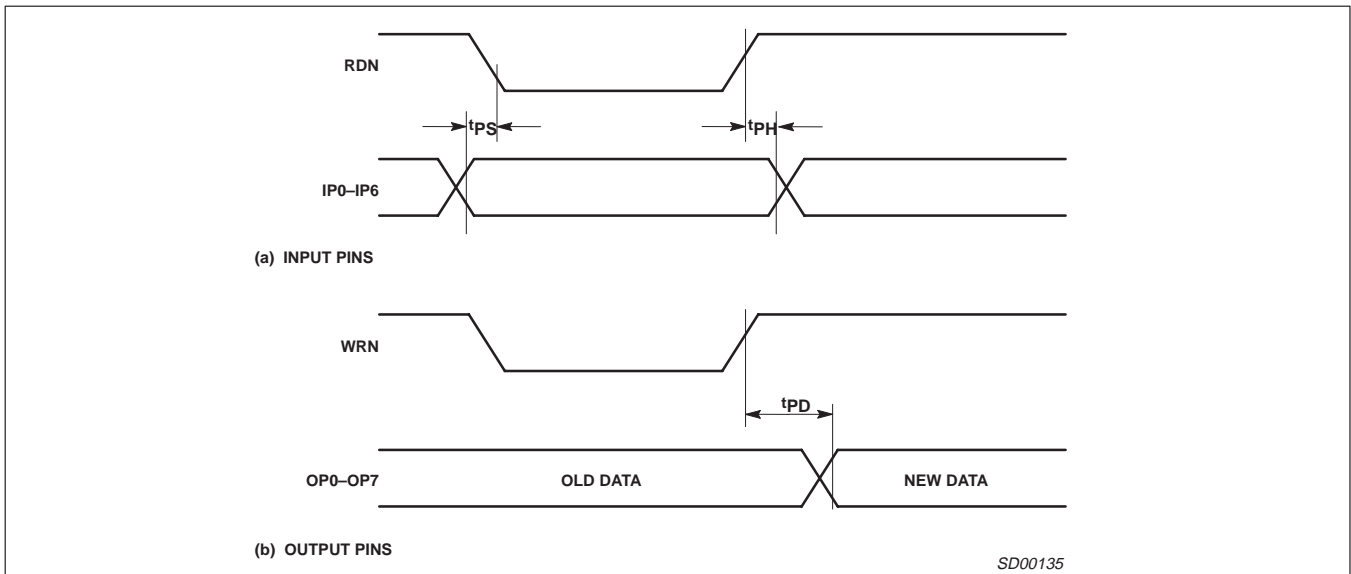 RDN
tPS
tPH
IP0–IP6
(a) INPUT PINS
WRN
tPD
OP0–OP7
OLD DATA
NEW DATA
(b) OUTPUT PINS
SD00135